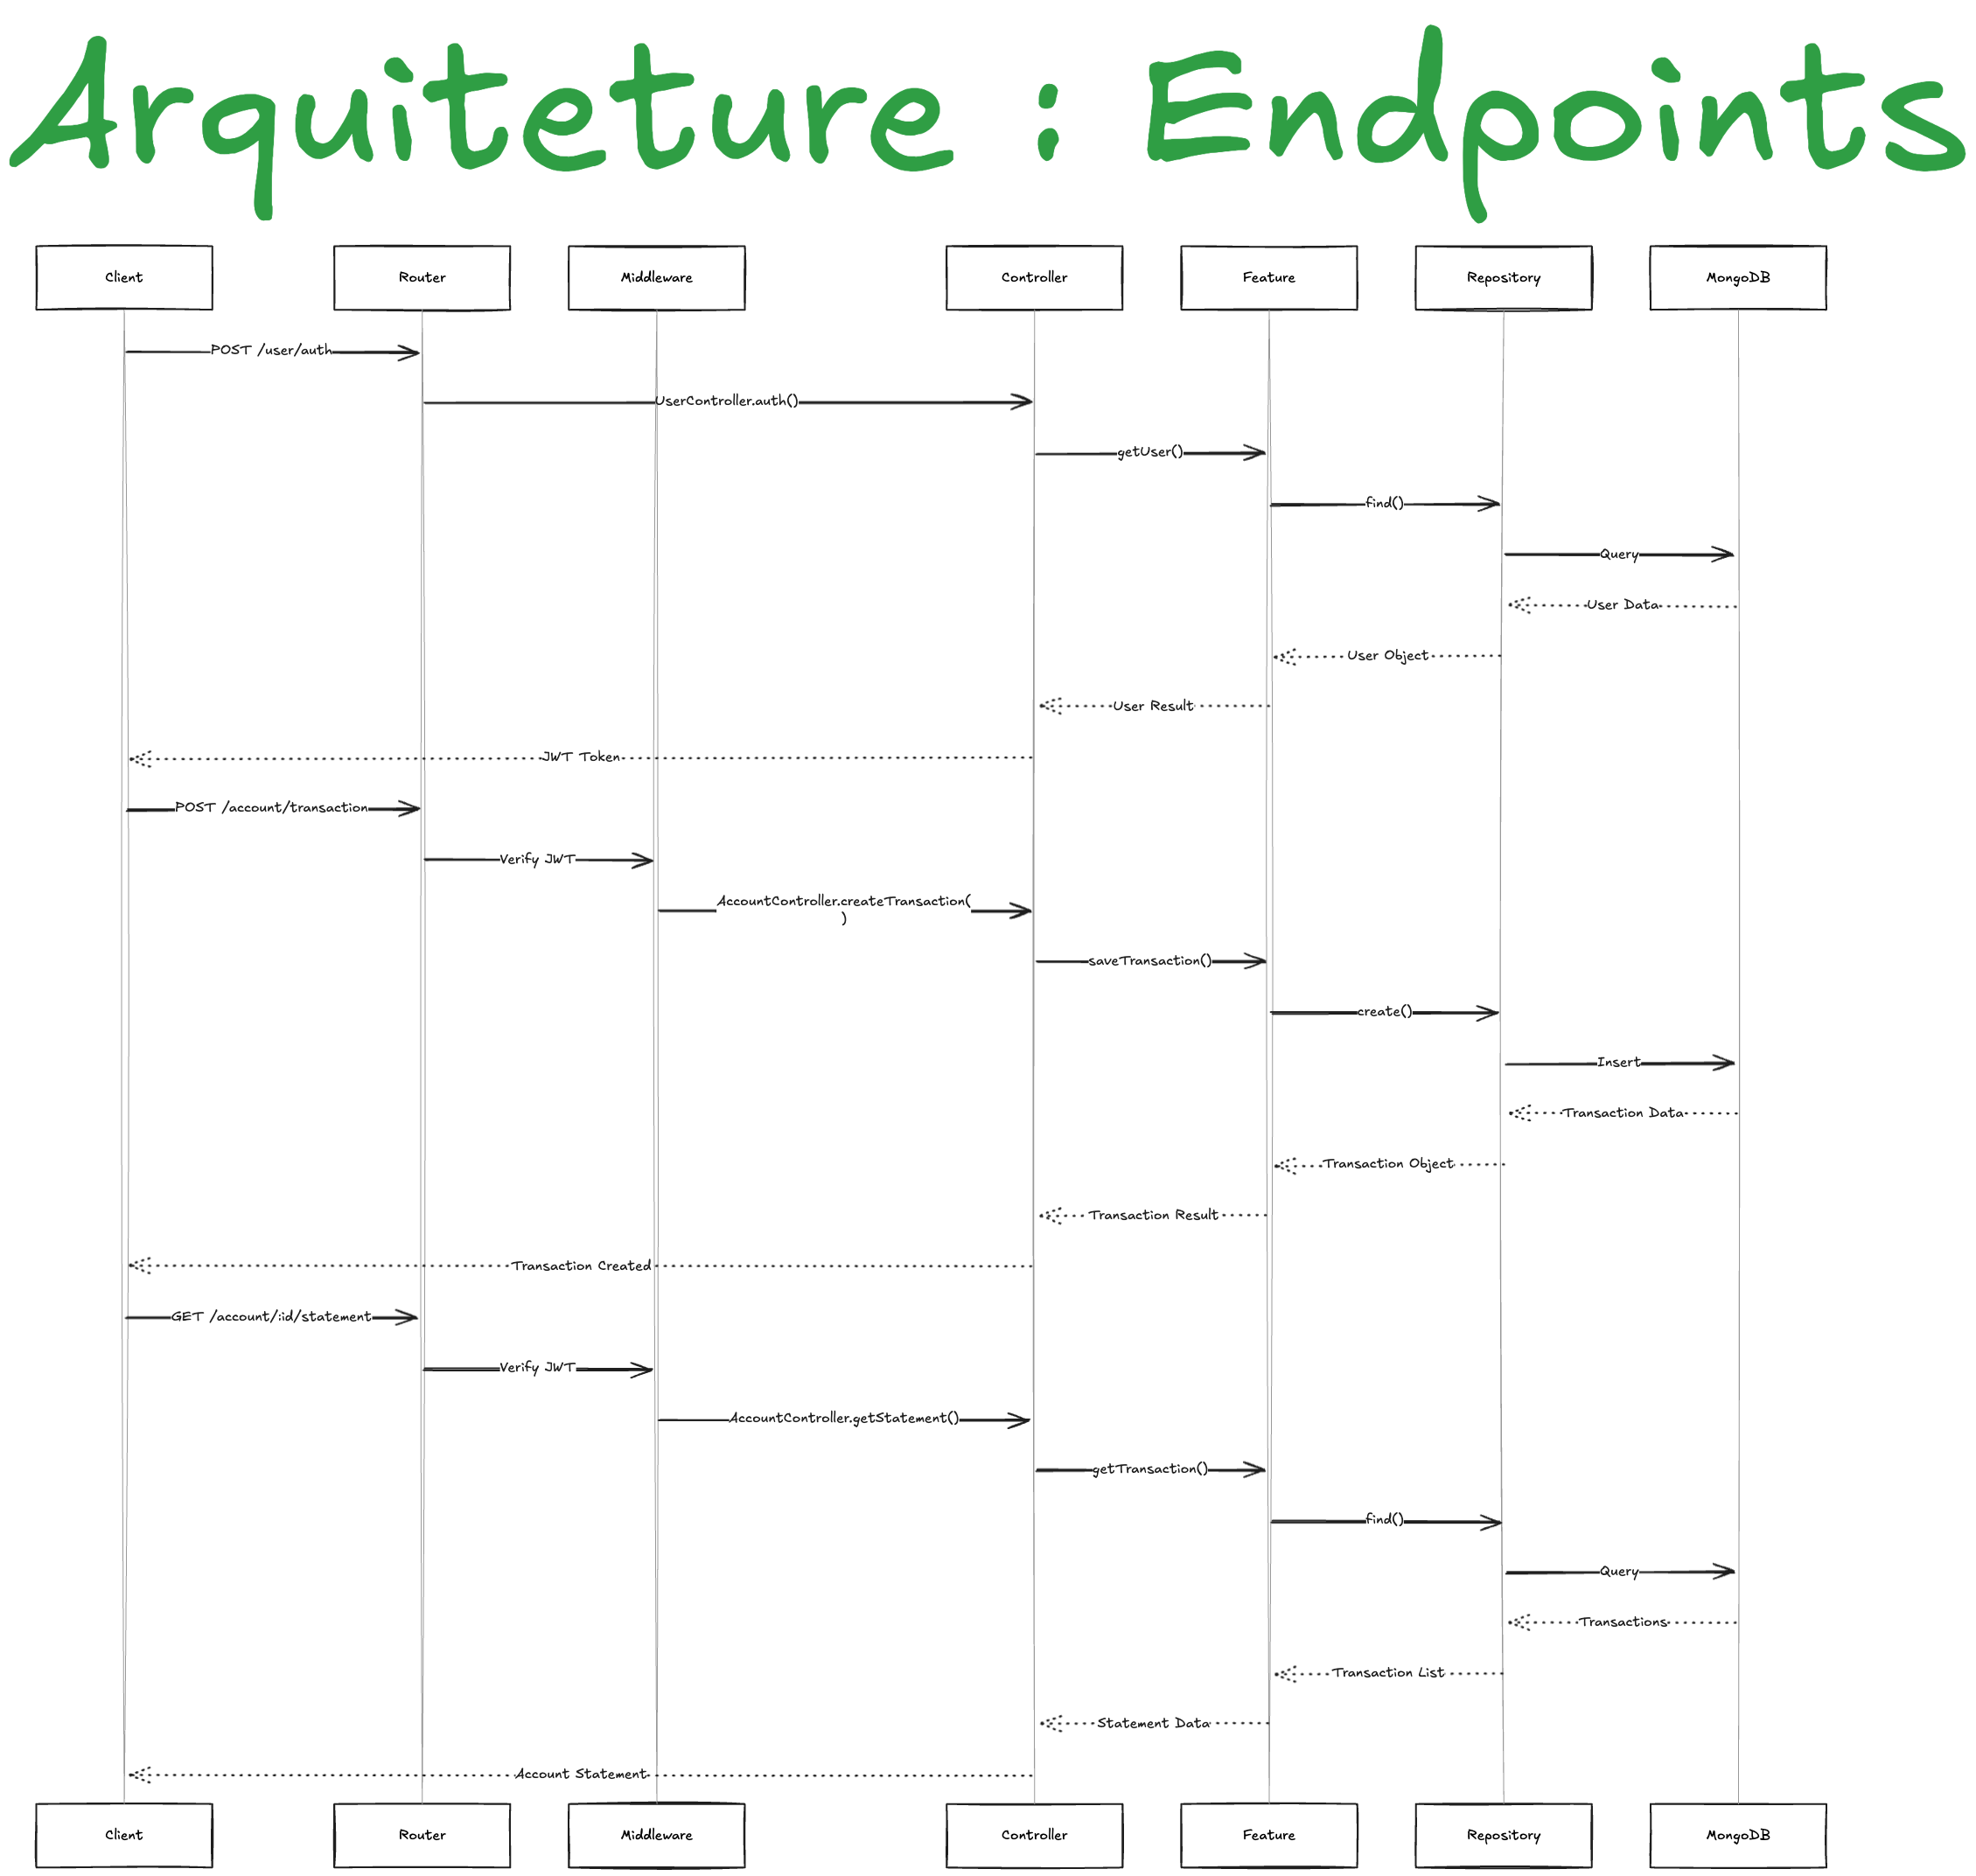 Arquiteture : Endpoints
Client
Router
Middleware
Controller
Feature
Repository
MongoDB
POST /user/auth
UserController.auth()
getUser()
find()
Query
User Data
User Object
User Result
JWT Token
POST /account/transaction
Verify JWT
AccountController.createTransaction(
)
saveTransaction()
create()
Insert
Transaction Data
Transaction Object
Transaction Result
Transaction Created
GET /account/:id/statement
Verify JWT
AccountController.getStatement()
getTransaction()
find()
Query
Transactions
Transaction List
Statement Data
Account Statement
Client
Router
Middleware
Controller
Feature
Repository
MongoDB